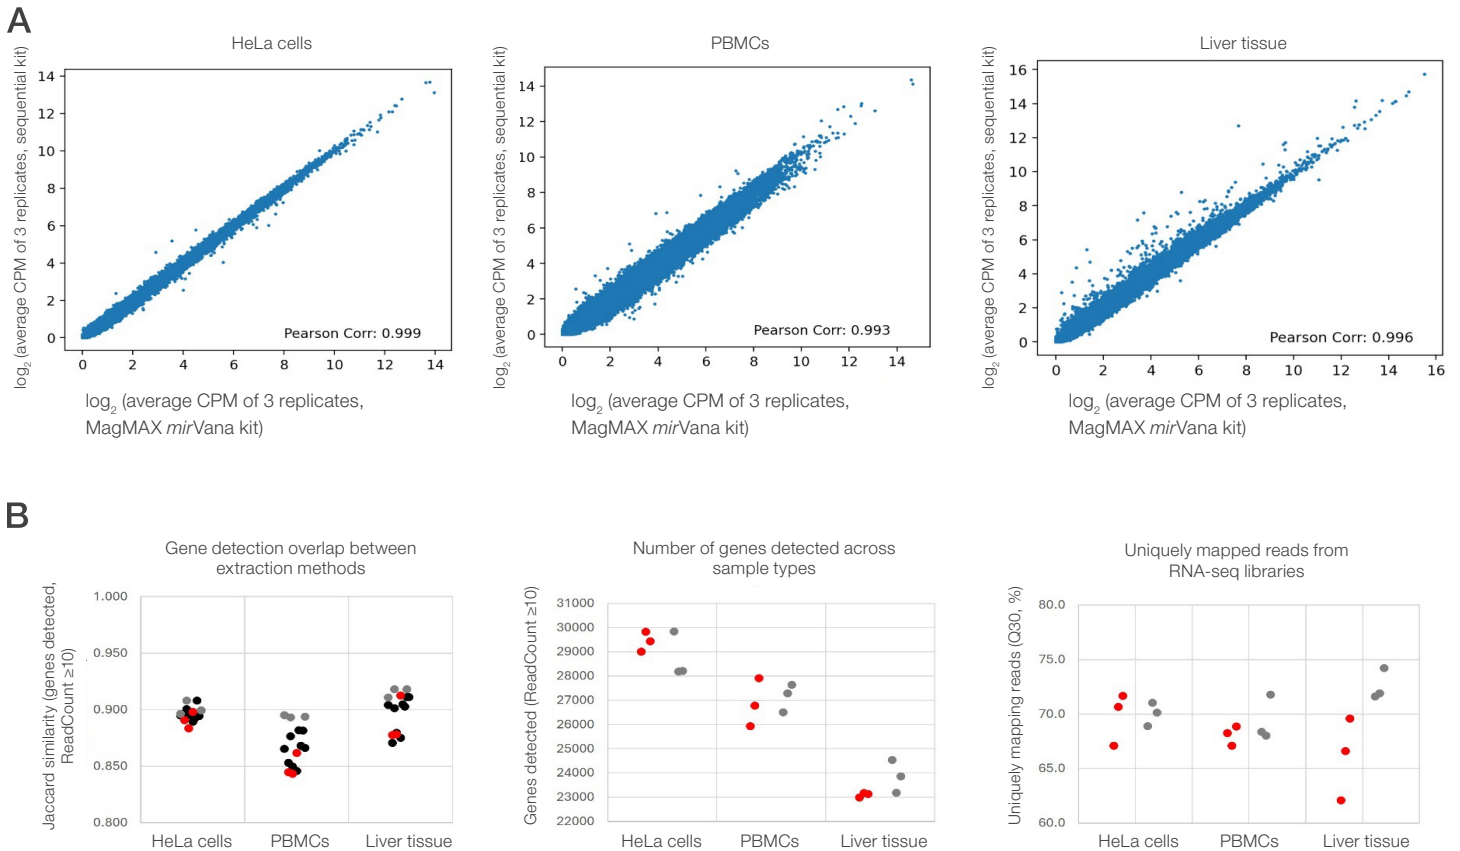 A
HeLa cells
log2 (average CPM of 3 replicates, sequential kit)
14
12
10
8
6
4
2
0
Pearson Corr: 0.999
0 2 4 6 8 10 12 14
log2 (average CPM of 3 replicates,
MagMAX mirVana kit)
PBMCs
log2 (average CPM of 3 replicates, sequential kit)
14
12
10
8
6
4
2
0
Pearson Corr: 0.993
0 2 4 6 8 10 12 14
log2 (average CPM of 3 replicates,
MagMAX mirVana kit)
Liver tissue
log2 (average CPM of 3 replicates, sequential kit)
16
14
12
10
8
6
4
2
0
Pearson Corr: 0.996
0 2 4 6 8 10 12 14 16
log2 (average CPM of 3 replicates,
MagMAX mirVana kit)
B
Gene detection overlap between
extraction methods
Jaccard similarity (genes detected,
ReadCount ≥10)
1.000
0.950
0.900
0.850
0.800
HeLa cells PBMCs Liver tissue
Number of genes detected across
sample types
Genes detected (ReadCount ≥10)
31000
30000
29000
28000
27000
26000
25000
24000
23000
22000
HeLa cells PBMCs Liver tissue
Uniquely mapped reads from
RNA-seq libraries
Uniquely mapping reads (Q30, %)
80.0
75.0
70.0
65.0
60.0
HeLa cells PBMCs Liver tissue